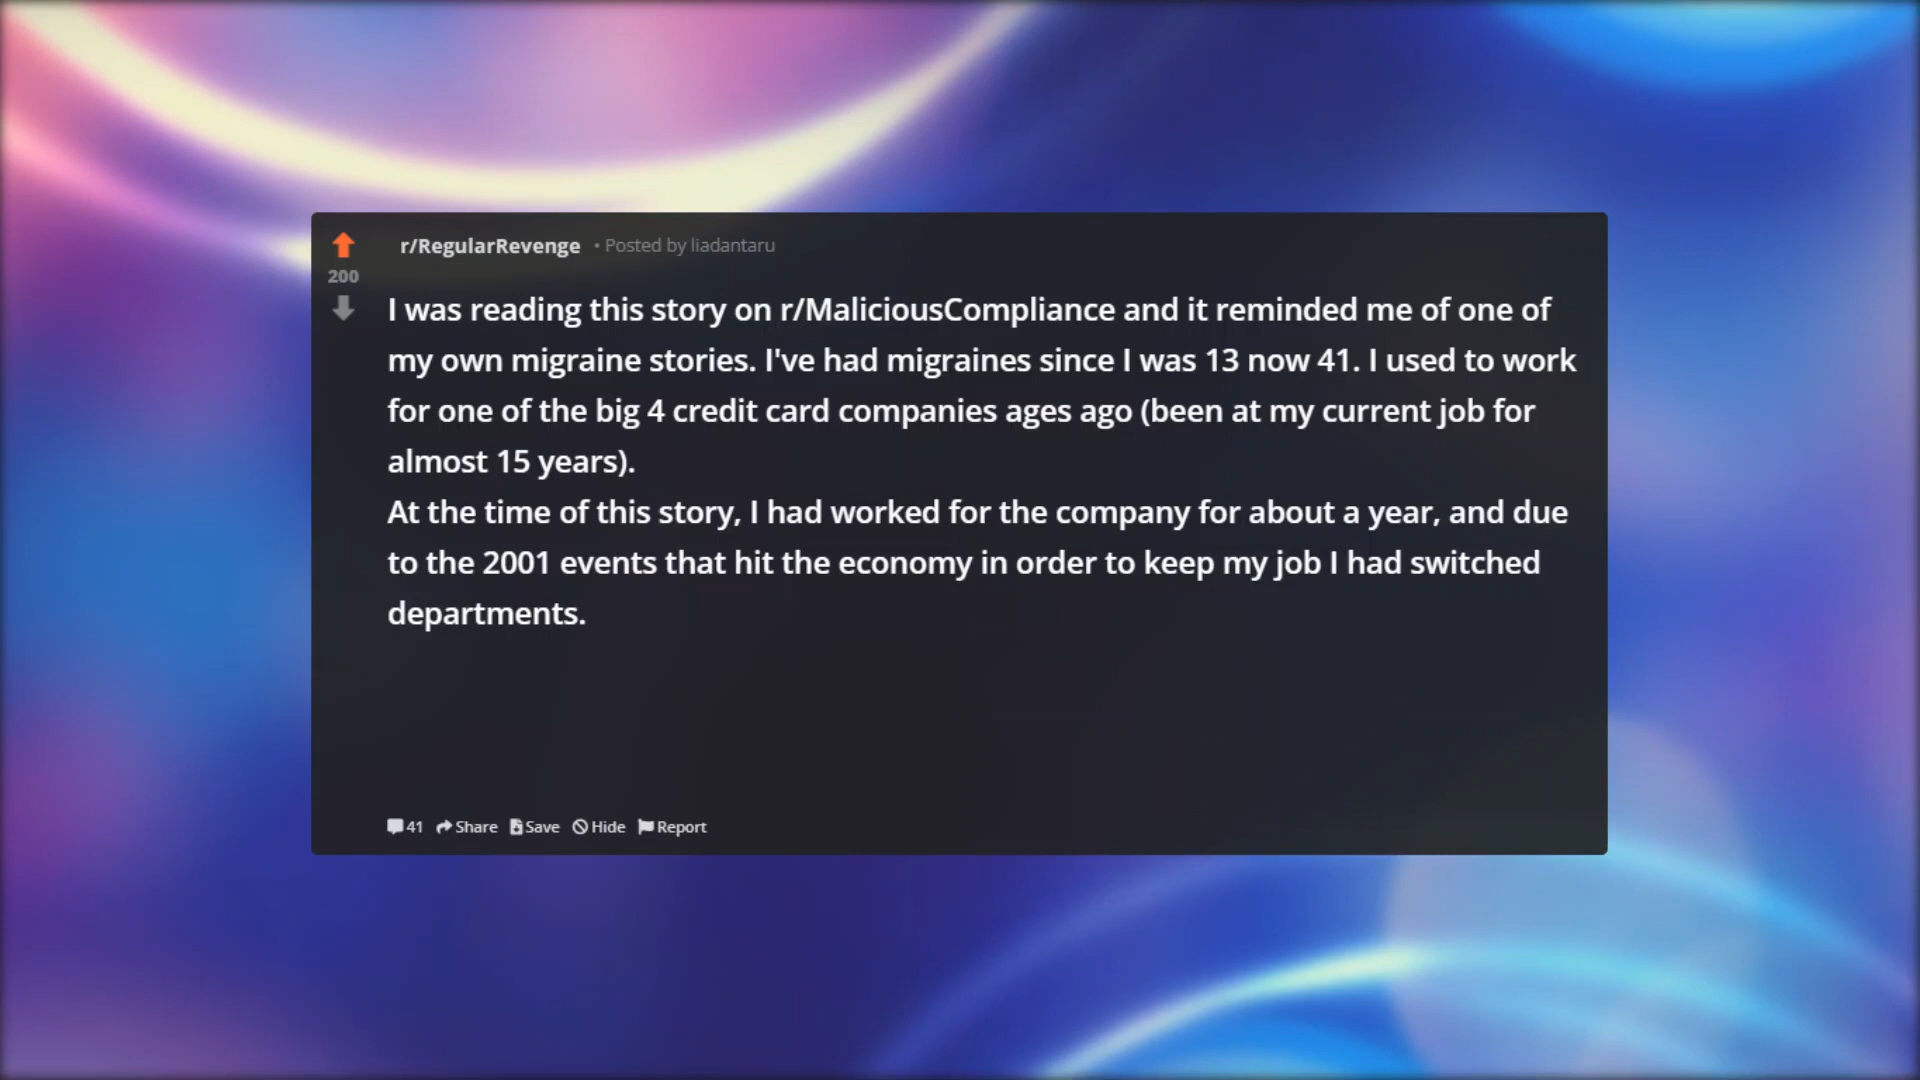 r/RegularRevenge • Posted by liadantaru
200
I was reading this story on r/MaliciousCompliance and it reminded me of one of
my own migraine stories. I've had migraines since I was 13 now 41. I used to work
for one of the big 4 credit card companies ages ago (been at my current job for
almost 15 years).
At the time of this story, I had worked for the company for about a year, and due
to the 2001 events that hit the economy in order to keep my job I had switched
departments.
41 Share Save Hide Report